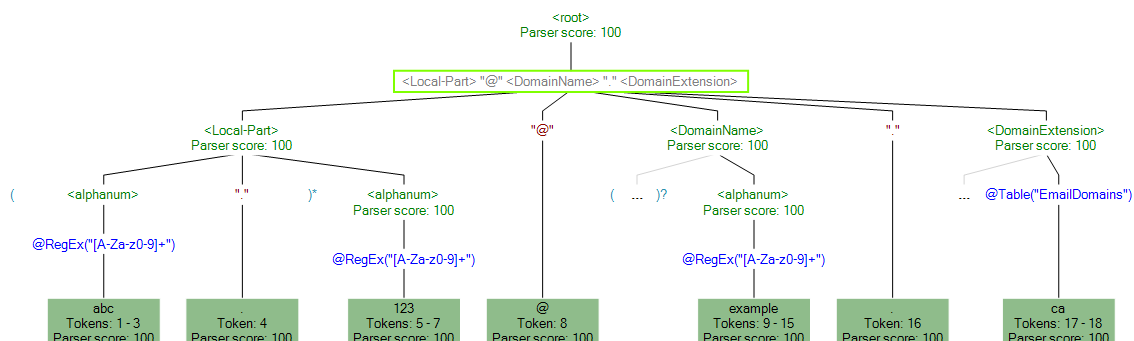 <root>
Parser score: 100
<Local-Part> "@" <DomainName> "." <DomainExtension>
<Local-Part>
Parser score: 100
"@"
<DomainName>
Parser score: 100
"."
<DomainExtension>
Parser score: 100
( <alphanum> "." )*
<alphanum>
Parser score: 100
( ... )?
<alphanum>
Parser score: 100
... @Table("EmailDomains")
@RegEx("[A-Za-z0-9]+")
@RegEx("[A-Za-z0-9]+")
@RegEx("[A-Za-z0-9]+")
abc
Tokens: 1 - 3
Parser score: 100
.
Token: 4
Parser score: 100
123
Tokens: 5 - 7
Parser score: 100
@
Token: 8
Parser score: 100
example
Tokens: 9 - 15
Parser score: 100
.
Token: 16
Parser score: 100
ca
Tokens: 17 - 18
Parser score: 100